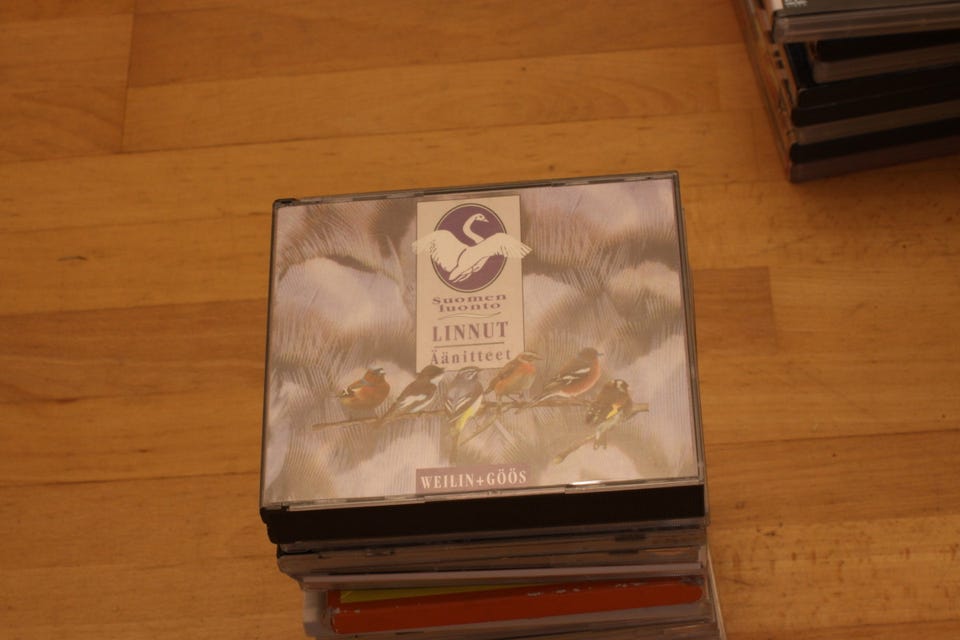 Suomen
luonto
LINNUT
Äänitteet
WEILIN+GÖÖS